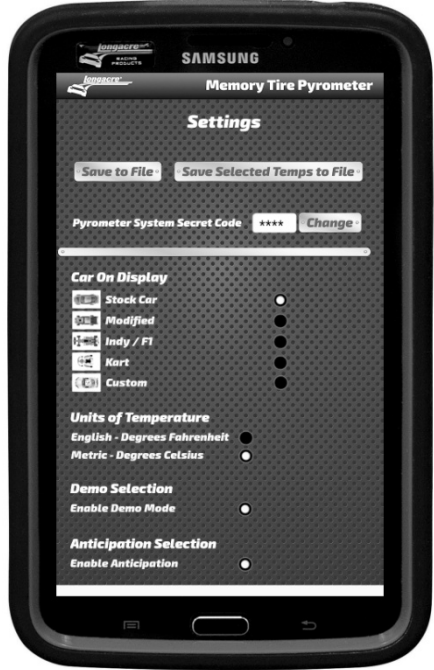 Longacre
RACING
PRODUCTS
SAMSUNG
Longacre
Memory Tire Pyrometer
Settings
Save to File
Save Selected Temps to File
Pyrometer System Secret Code
****
Change
Car On Display
Stock Car
Modified
Indy / F1
Kart
Custom
Units of Temperature
English - Degrees Fahrenheit
Metric - Degrees Celsius
Demo Selection
Enable Demo Mode
Anticipation Selection
Enable Anticipation